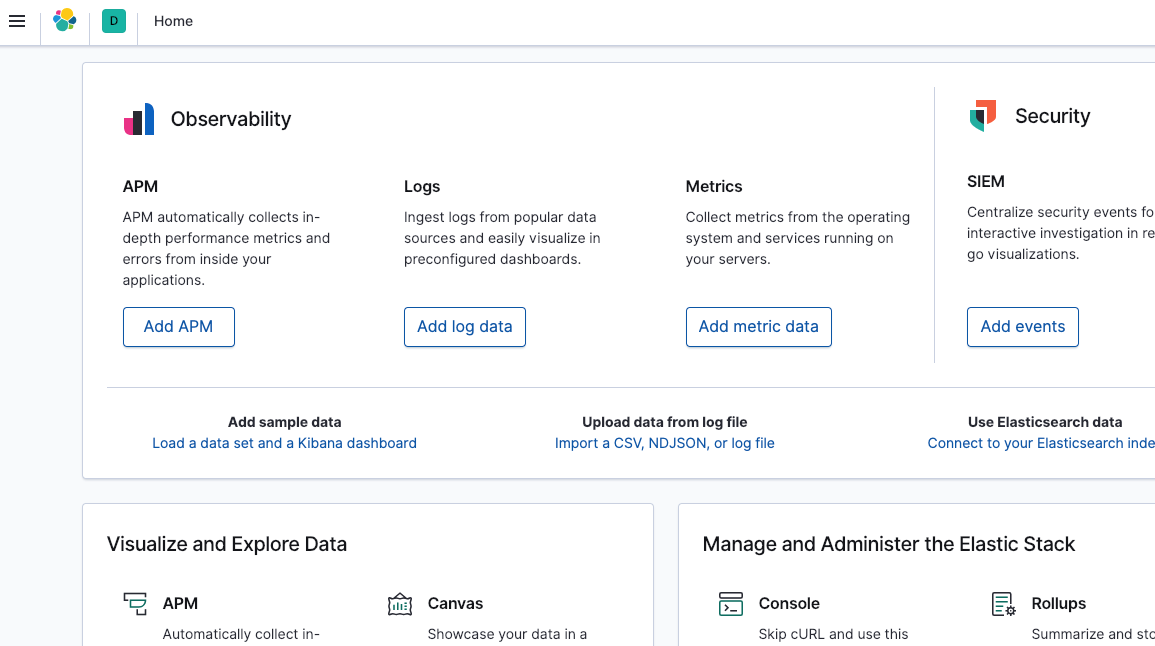 D
Home
Observability
Security
APM
APM automatically collects in-
depth performance metrics and
errors from inside your
applications.
Add APM
Logs
Ingest logs from popular data
sources and easily visualize in
preconfigured dashboards.
Add log data
Metrics
Collect metrics from the operating
system and services running on
your servers.
Add metric data
SIEM
Centralize security events fo
interactive investigation in re
go visualizations.
Add events
Add sample data
Load a data set and a Kibana dashboard
Upload data from log file
Import a CSV, NDJSON, or log file
Use Elasticsearch data
Connect to your Elasticsearch inde
Visualize and Explore Data
APM
Automatically collect in-
Canvas
Showcase your data in a
Manage and Administer the Elastic Stack
Console
Skip cURL and use this
Rollups
Summarize and sto